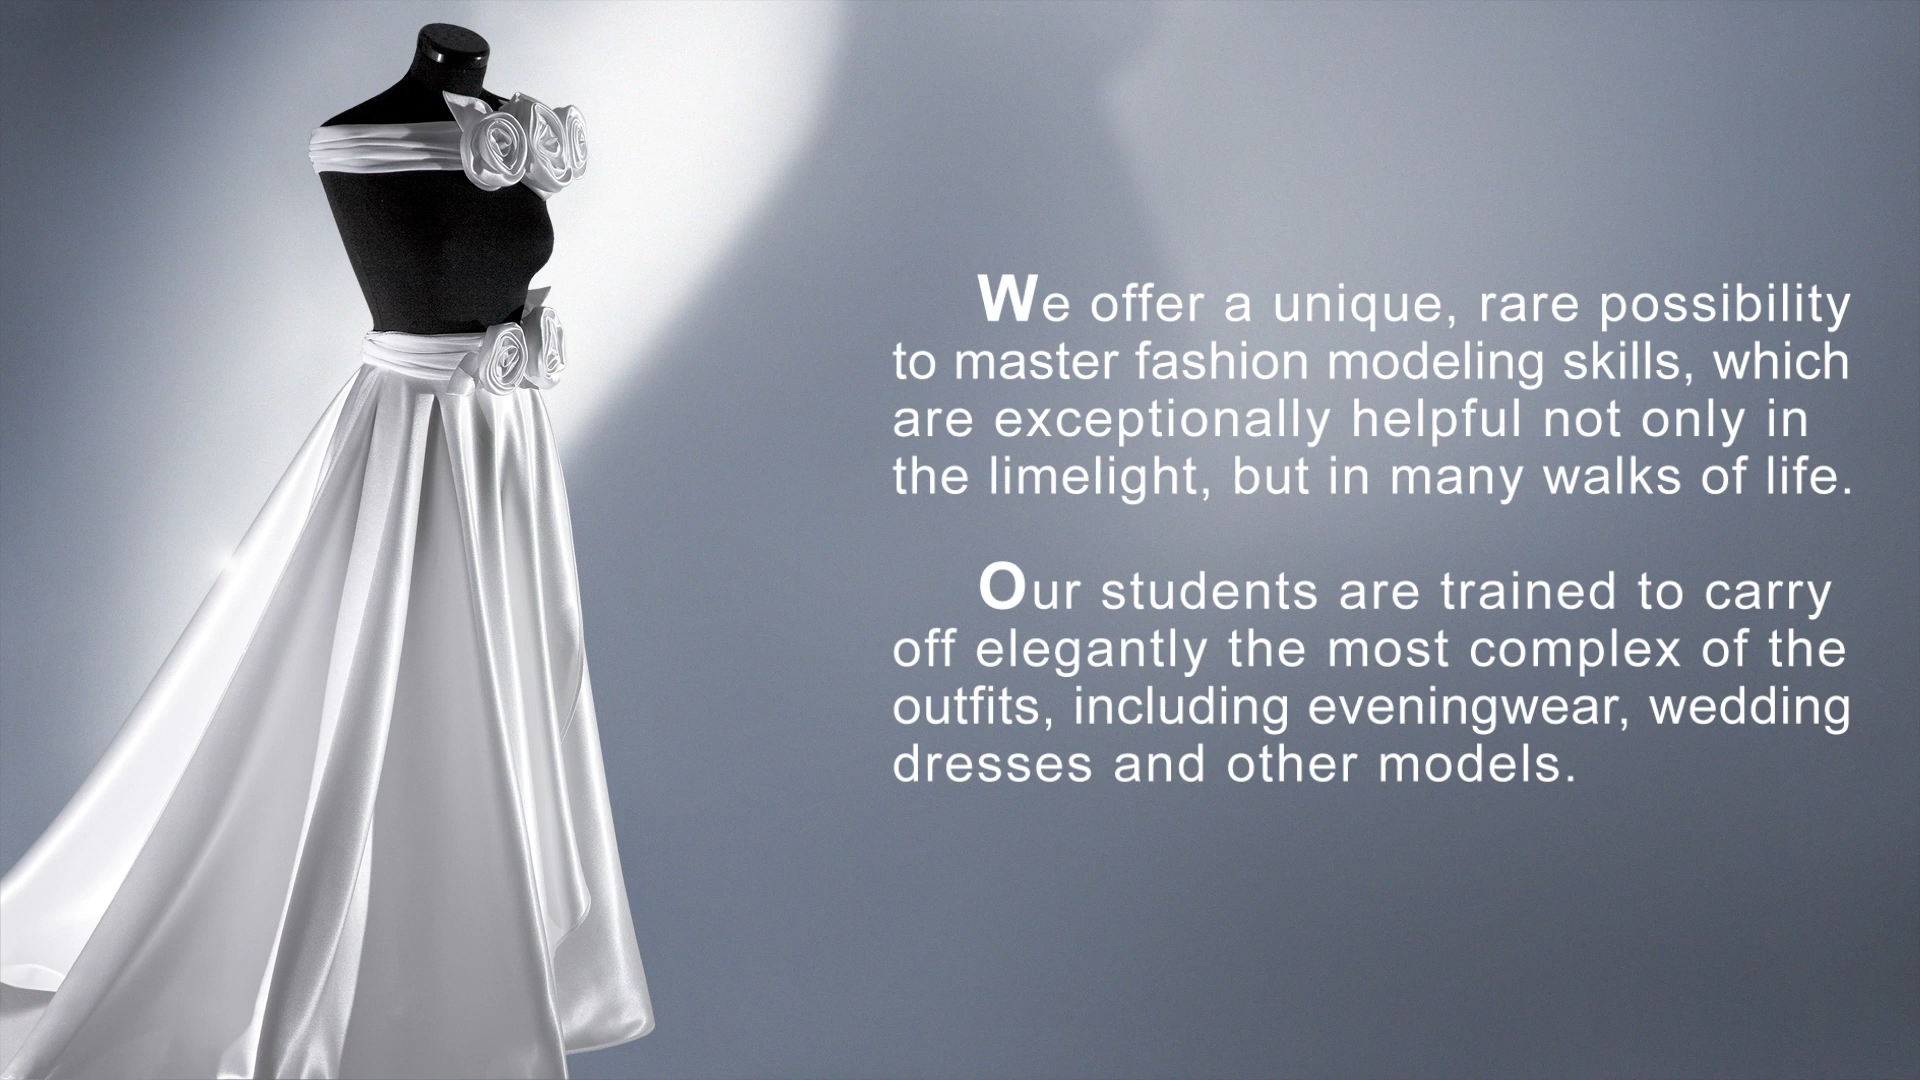 We offer a unique, rare possibility
to master fashion modeling skills, which
are exceptionally helpful not only in
the limelight, but in many walks of life.
Our students are trained to carry
off elegantly the most complex of the
outfits, including eveningwear, wedding
dresses and other models.